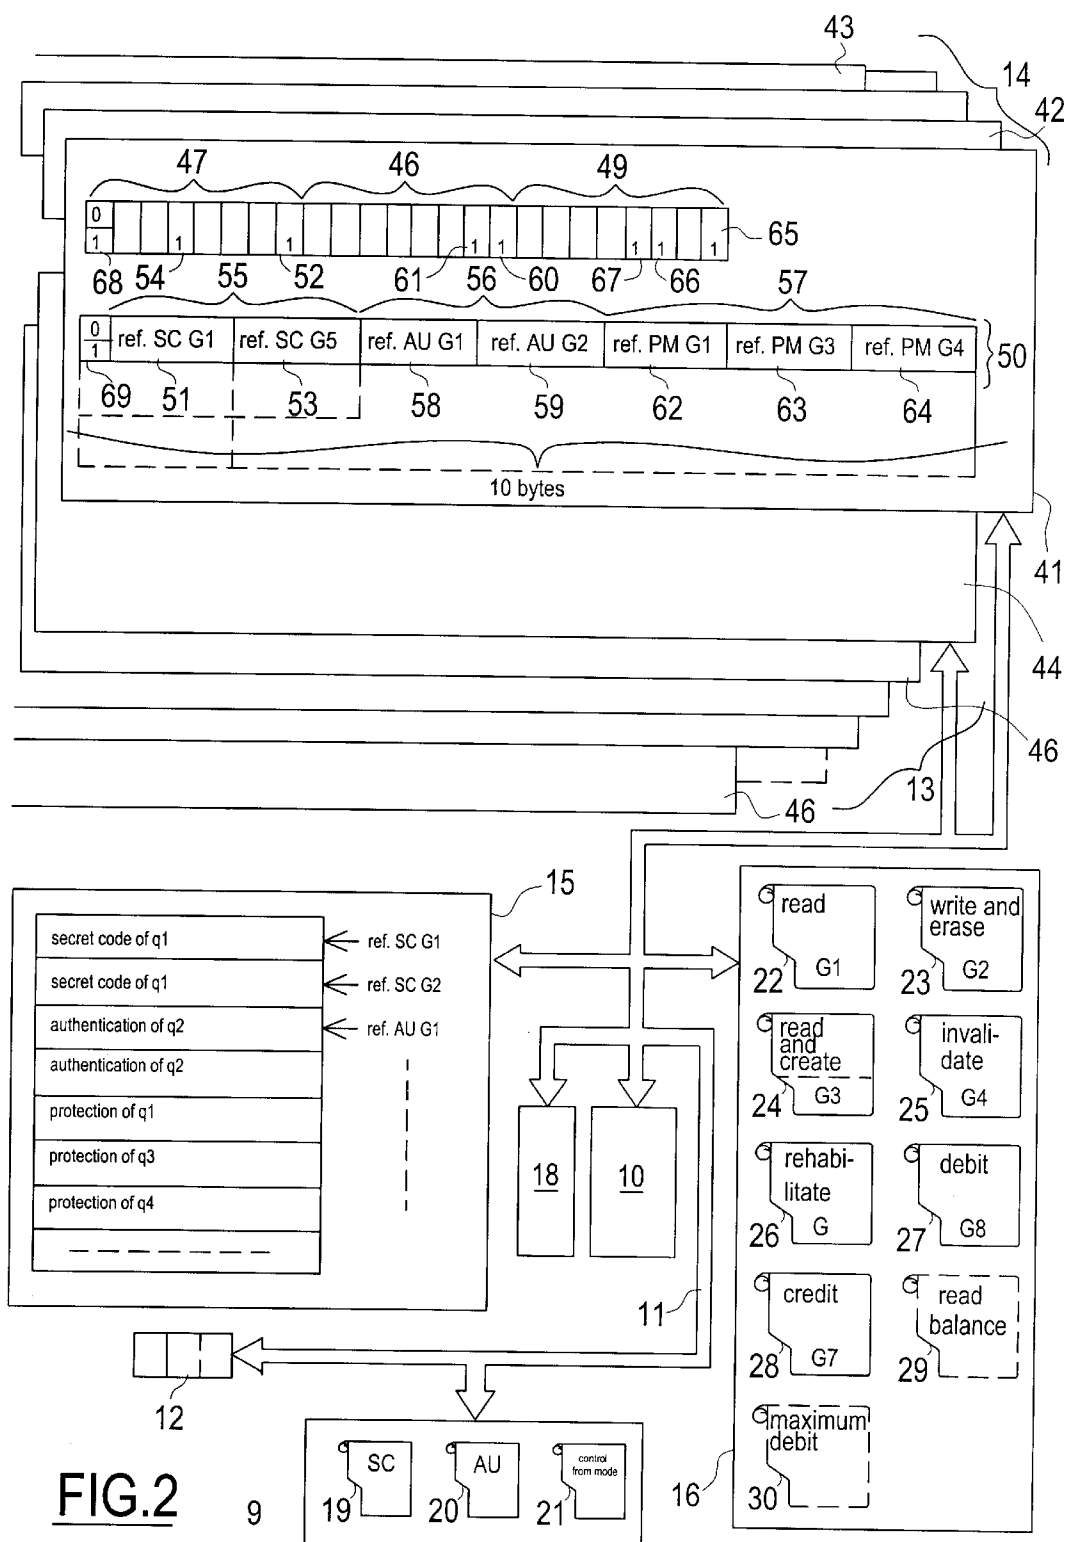 43
14
42
47 46 49
0
1 1 1 1 1 1 1 1
65
68 54 55 52 61 56 60 67 66 57
0
1
ref. SC G1 ref. SC G5 ref. AU G1 ref. AU G2 ref. PM G1 ref. PM G3 ref. PM G4
50
69 51 53 58 59 62 63 64
10 bytes
41
44
46
13
46
15
secret code of q1
ref. SC G1
secret code of q1
ref. SC G2
authentication of q2
ref. AU G1
authentication of q2
protection of q1
protection of q3
protection of q4
18
10
11
12
read
G1
22
write and
erase
G2
23
read
and
create
G3
24
invali-
date
G4
25
rehabi-
litate
G
26
debit
G8
27
credit
G7
28
read
balance
29
maximum
debit
30
16
SC
19
AU
20
control
from mode
21
9
FIG.2